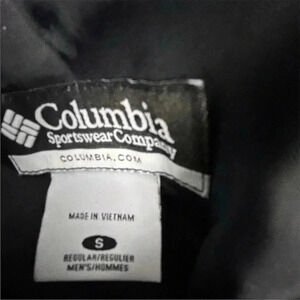 Columbia
Sportswear Company
COLUMBIA.COM
MADE IN VIETNAM
S
REGULAR/REGULIER
MEN'S/HOMMES